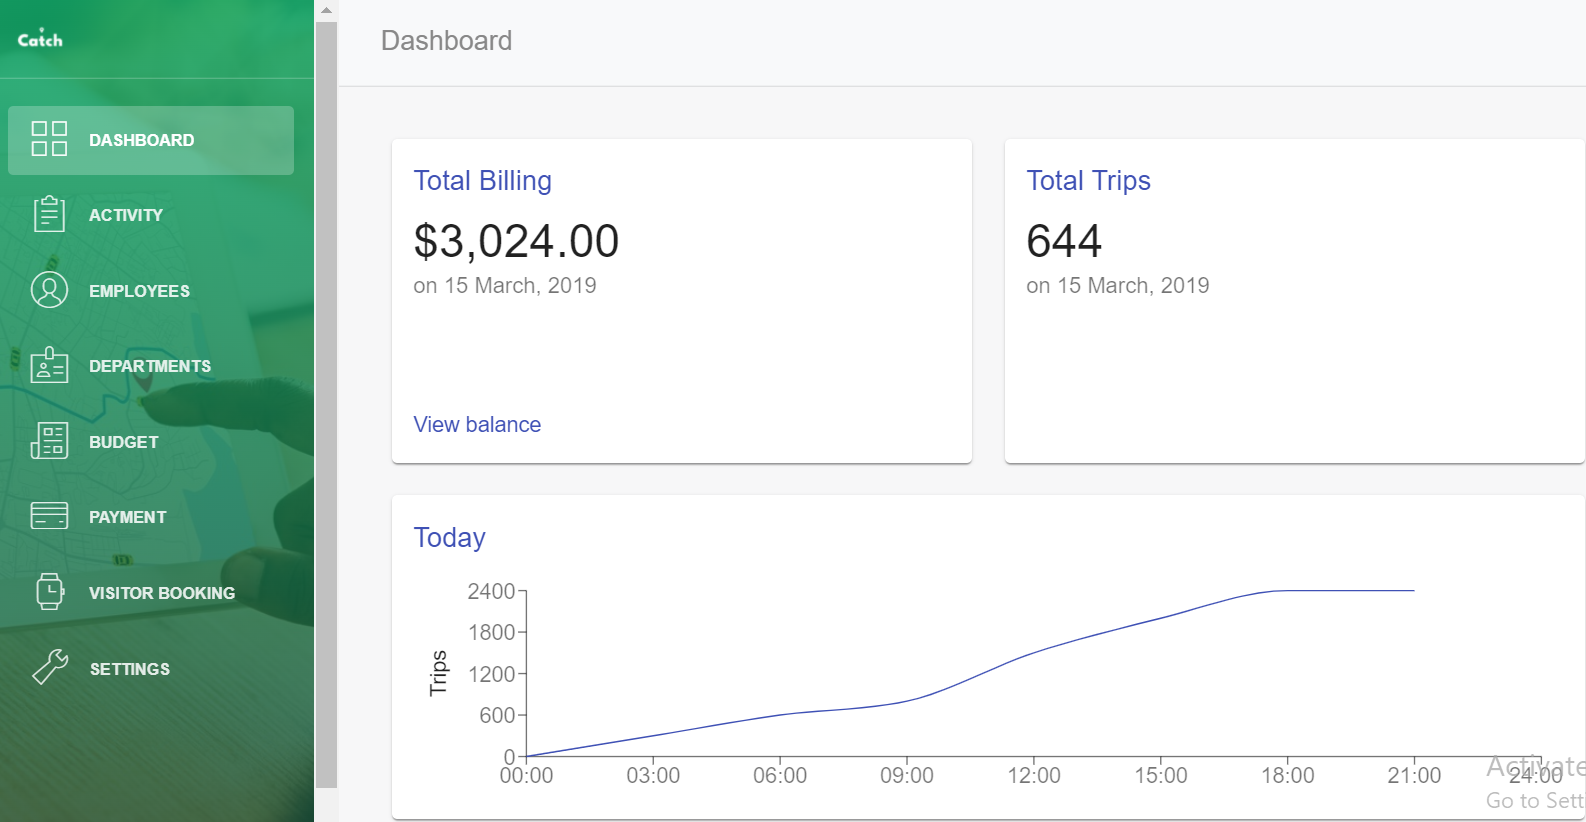 Catch
DASHBOARD
ACTIVITY
EMPLOYEES
DEPARTMENTS
BUDGET
PAYMENT
VISITOR BOOKING
SETTINGS
Dashboard
Total Billing
$3,024.00
on 15 March, 2019
View balance
Total Trips
644
on 15 March, 2019
Today
Trips
2400
1800
1200
600
0
00:00 03:00 06:00 09:00 12:00 15:00 18:00 21:00 24:00
Activate
Go to Sett